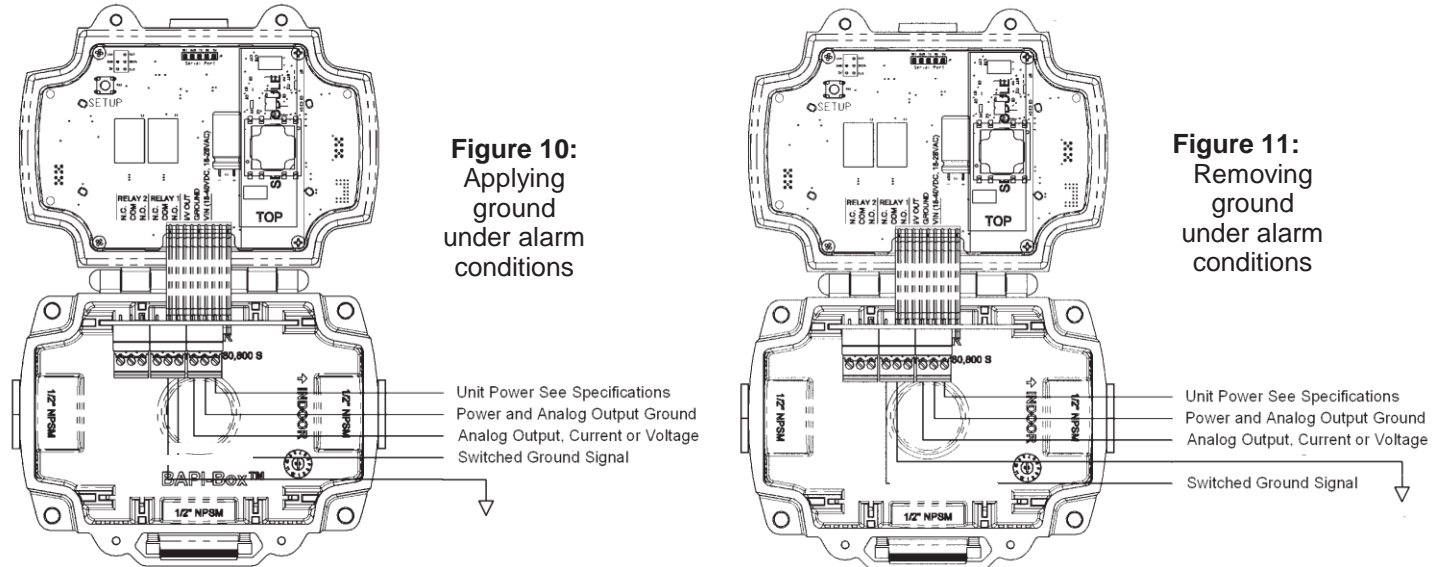 SETUP
Serial Port
RELAY 2
N.C.
COM
N.O.
RELAY 1
N.C.
COM
N.O.
GROUND
VIN (18-40VDC, 18-28VAC)
TOP
Figure 10:
Applying
ground
under alarm
conditions
1/2" NPSM
INDOOR
1/2" NPSM
Unit Power See Specifications
Power and Analog Output Ground
Analog Output, Current or Voltage
Switched Ground Signal
BAPI-Box™
1/2" NPSM
SETUP
Serial Port
RELAY 2
N.C.
COM
N.O.
RELAY 1
N.C.
COM
N.O.
GROUND
VIN (18-40VDC, 18-28VAC)
TOP
Figure 11:
Removing
ground
under alarm
conditions
1/2" NPSM
INDOOR
1/2" NPSM
Unit Power See Specifications
Power and Analog Output Ground
Analog Output, Current or Voltage
Switched Ground Signal
1/2" NPSM